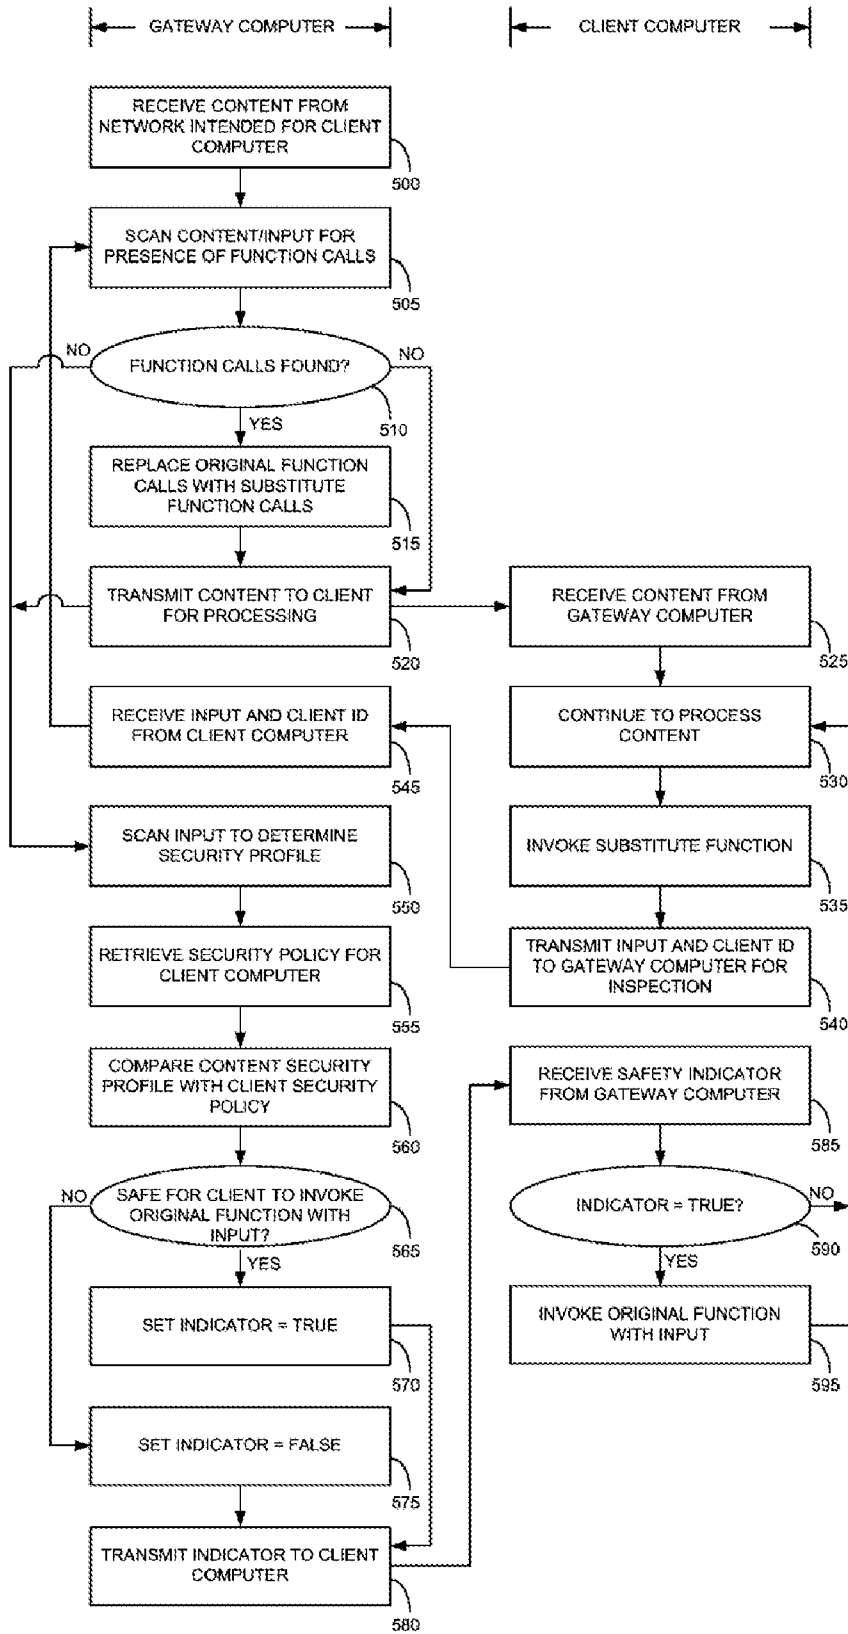 GATEWAY COMPUTER
CLIENT COMPUTER
RECEIVE CONTENT FROM
NETWORK INTENDED FOR CLIENT
COMPUTER
500
SCAN CONTENT/INPUT FOR
PRESENCE OF FUNCTION CALLS
505
NO
FUNCTION CALLS FOUND?
NO
510
YES
REPLACE ORIGINAL FUNCTION
CALLS WITH SUBSTITUTE
FUNCTION CALLS
515
TRANSMIT CONTENT TO CLIENT
FOR PROCESSING
520
RECEIVE CONTENT FROM
GATEWAY COMPUTER
525
RECEIVE INPUT AND CLIENT ID
FROM CLIENT COMPUTER
545
CONTINUE TO PROCESS
CONTENT
530
SCAN INPUT TO DETERMINE
SECURITY PROFILE
550
INVOKE SUBSTITUTE FUNCTION
535
RETRIEVE SECURITY POLICY FOR
CLIENT COMPUTER
555
TRANSMIT INPUT AND CLIENT ID
TO GATEWAY COMPUTER FOR
INSPECTION
540
COMPARE CONTENT SECURITY
PROFILE WITH CLIENT SECURITY
POLICY
560
RECEIVE SAFETY INDICATOR
FROM GATEWAY COMPUTER
585
NO
SAFE FOR CLIENT TO INVOKE
ORIGINAL FUNCTION WITH
INPUT?
565
YES
INDICATOR = TRUE?
NO
590
YES
SET INDICATOR = TRUE
570
INVOKE ORIGINAL FUNCTION
WITH INPUT
595
SET INDICATOR = FALSE
575
TRANSMIT INDICATOR TO CLIENT
COMPUTER
580